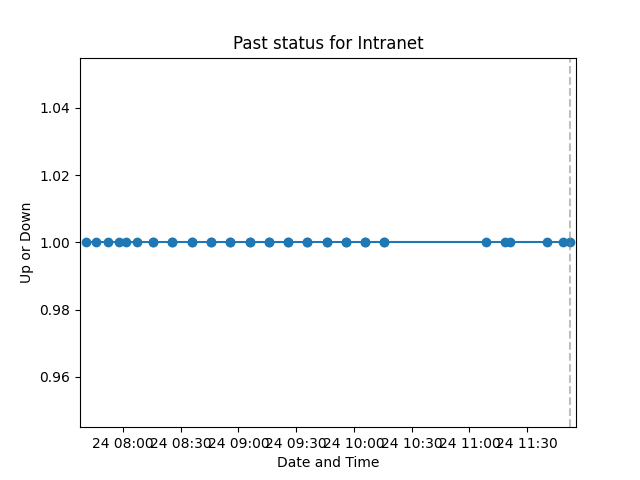 Past status for Intranet
Up or Down
1.04
1.02
1.00
0.98
0.96
24 08:00 24 08:30 24 09:00 24 09:30 24 10:00 24 10:30 24 11:00 24 11:30
Date and Time